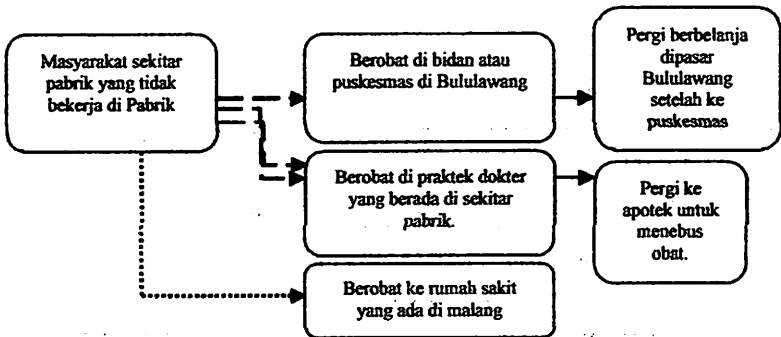 Masyarakat sekitar
pabrik yang tidak
bekerja di Pabrik
Berobat di bidan atau
puskesmas di Bululawang
Pergi berbelanja
dipasar
Bululawang
setelah ke
puskesmas
Berobat di praktek dokter
yang berada di sekitar
pabrik.
Pergi ke
apotek untuk
menebus
obat.
Berobat ke rumah sakit
yang ada di malang